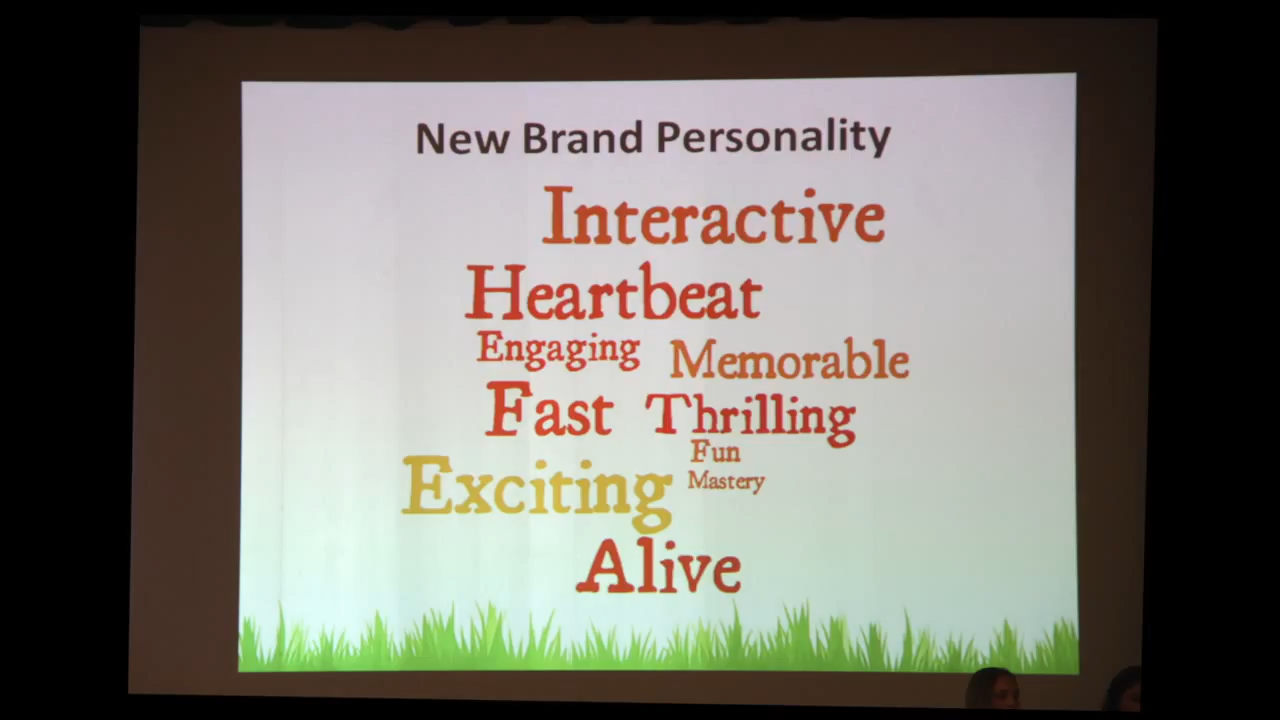 New Brand Personality
Interactive
Heartbeat
Engaging Memorable
Fast Thrilling
Fun
Exciting Mastery
Alive